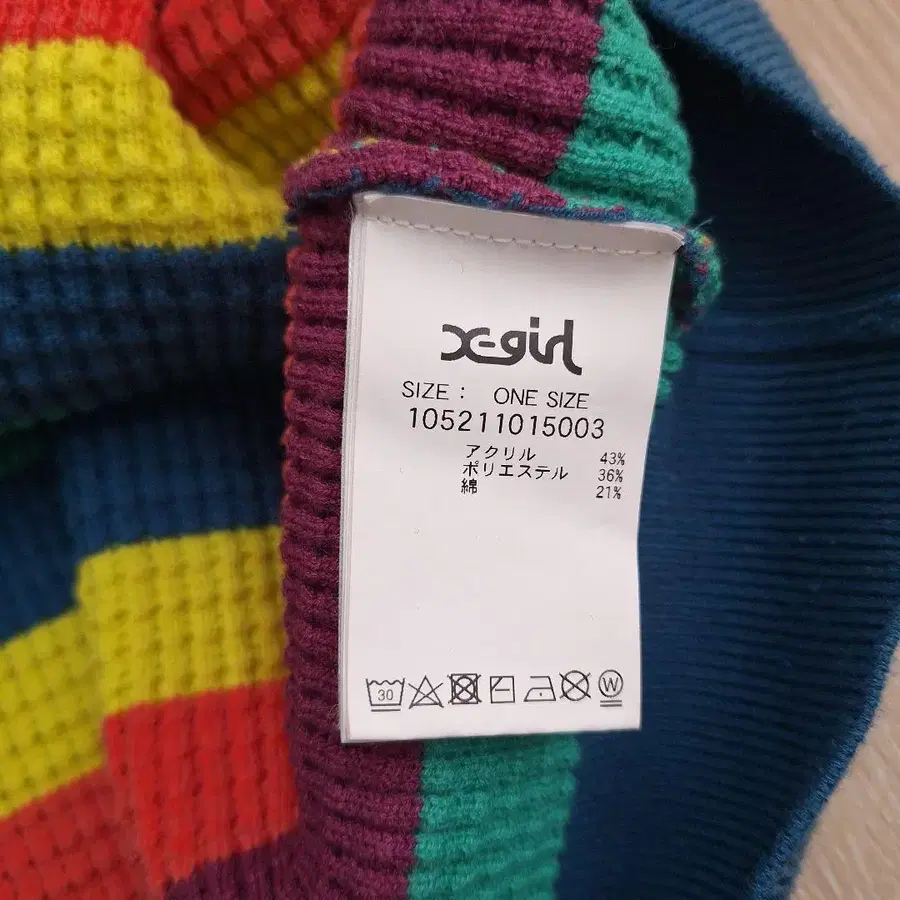 X-girl
SIZE : ONE SIZE
105211015003
アクリル 43%
ポリエステル 36%
綿 21%
30 W